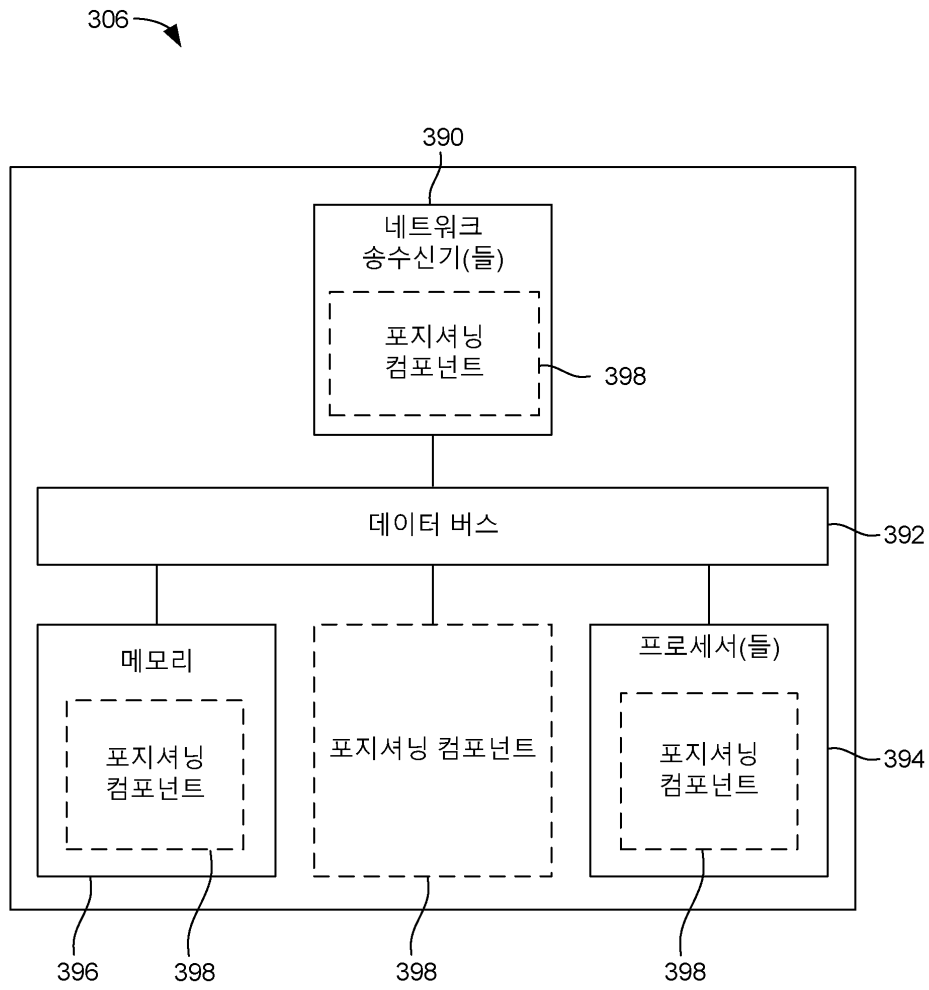 306
390
네트워크
송수신기(들)
포지셔닝
컴포넌트
398
데이터 버스
392
메모리
포지셔닝
컴포넌트
포지셔닝 컴포넌트
프로세서(들)
포지셔닝
컴포넌트
394
396
398
398
398